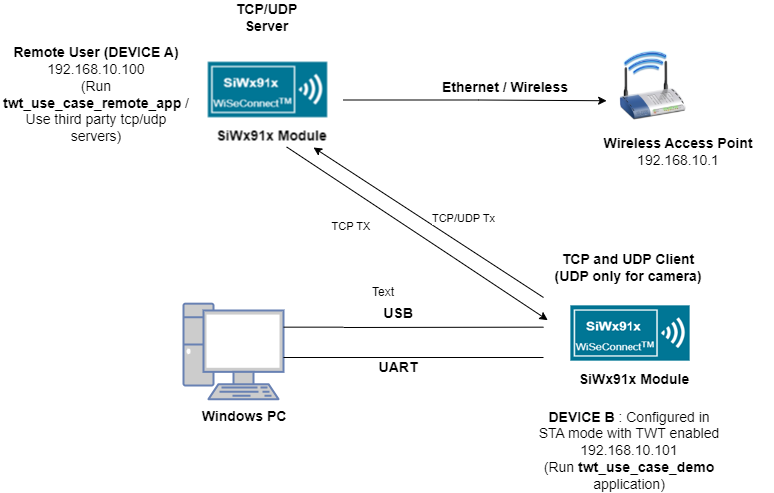 TCP/UDP
Server
Remote User (DEVICE A)
192.168.10.100
(Run
twt_use_case_remote_app /
Use third party tcp/udp
servers)
SiWx91x
WiSeConnect™
SiWx91x Module
Ethernet / Wireless
Wireless Access Point
192.168.10.1
TCP TX
TCP/UDP Tx
TCP and UDP Client
(UDP only for camera)
SiWx91x
WiSeConnect™
SiWx91x Module
Text
USB
UART
Windows PC
DEVICE B : Configured in
STA mode with TWT enabled
192.168.10.101
(Run twt_use_case_demo
application)